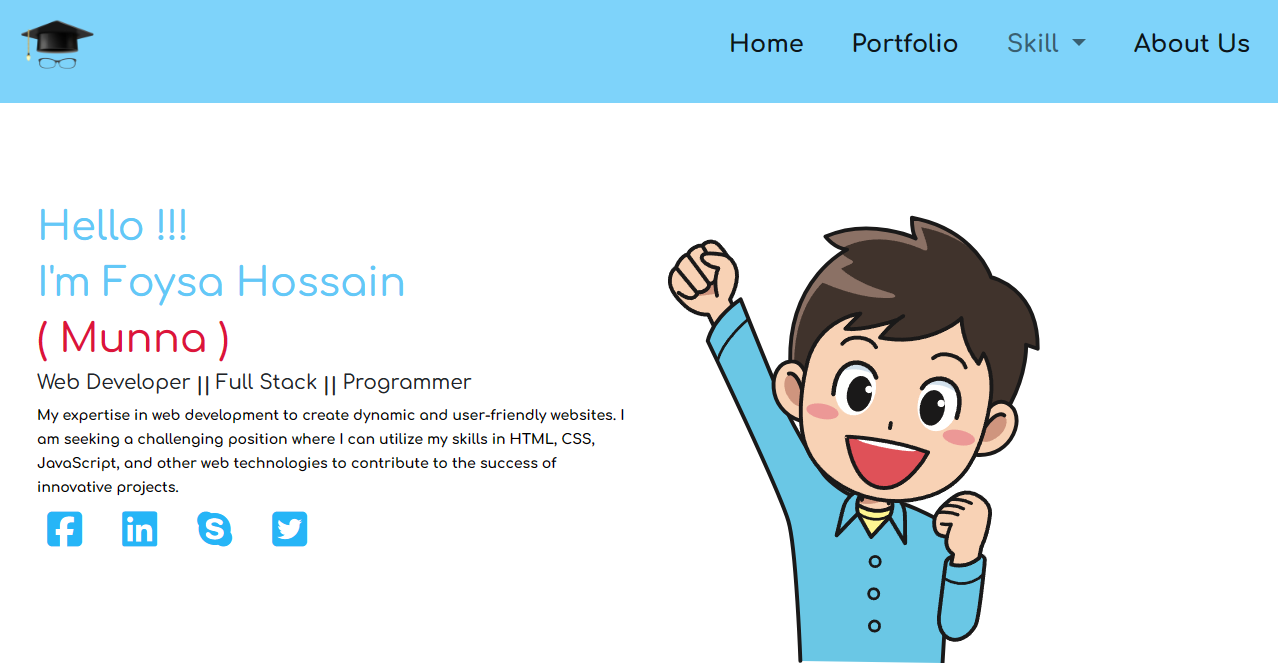 Home Portfolio Skill About Us
Hello !!!
I'm Foysa Hossain
( Munna )
Web Developer || Full Stack || Programmer
My expertise in web development to create dynamic and user-friendly websites. I
am seeking a challenging position where I can utilize my skills in HTML, CSS,
JavaScript, and other web technologies to contribute to the success of
innovative projects.